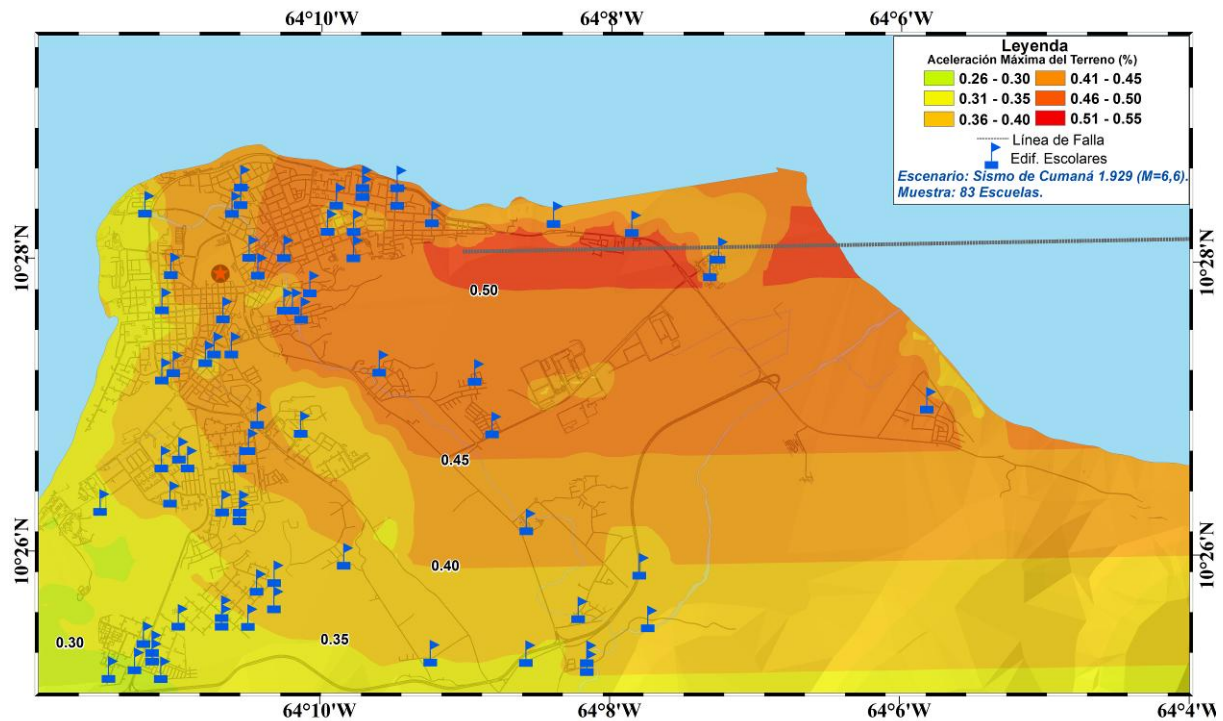 64°10'W 64°8'W 64°6'W
Leyenda
Aceleración Máxima del Terreno (%)
0.26 - 0.30 0.41 - 0.45
0.31 - 0.35 0.46 - 0.50
0.36 - 0.40 0.51 - 0.55
Línea de Falla
Edif. Escolares
Escenario: Sismo de Cumaná 1.929 (M=6,6).
Muestra: 83 Escuelas.
10°28'N 10°28'N
0.50
0.45
10°26'N 10°26'N
0.40
0.35
0.30
64°10'W 64°8'W 64°6'W 64°4'W